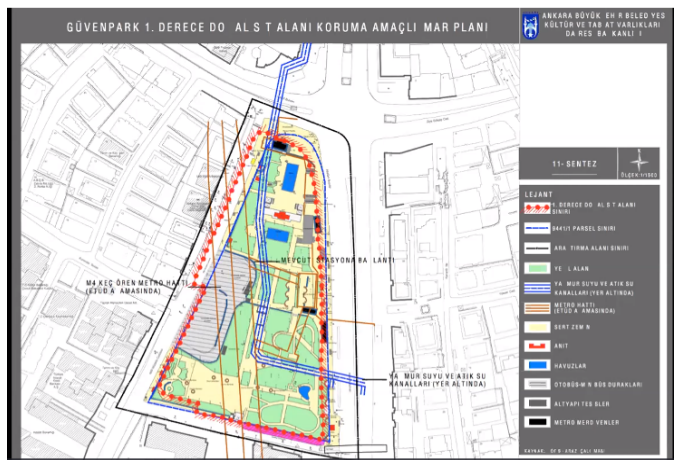 GÜVENPARK 1. DERECE DO AL S T ALANI KORUMA AMAÇLI MAR PLANI
ANKARA BÜYÜK EH R BELED YES
KÜLTÜR VE TAB AT VARLIKLARI
DA RES BA KANLI I
11- SENTEZ
ÖLÇEK 1/1000
LEJANT
1. DERECE DO AL S T ALANI
SINIRI
9441/1 PARSEL SINIRI
ARA TIRMA ALANI SINIRI
YE L ALAN
YA MUR SUYU VE ATIK SU
KANALLARI (YER ALTINDA)
METRO HATTI
(ETÜD A AMASINDA)
SERT ZEM N
ANIT
HAVUZLAR
OTOBÜS-M N BÜS DURAKLARI
ALTYAPI TES SLER
METRO MERD VENLER
MEVCUT STASYONA BA LANTI
M4 KEÇ ÖREN METRO HATTI
(ETÜD A AMASINDA)
YA MUR SUYU VE ATIK SU
KANALLARI (YER ALTINDA)